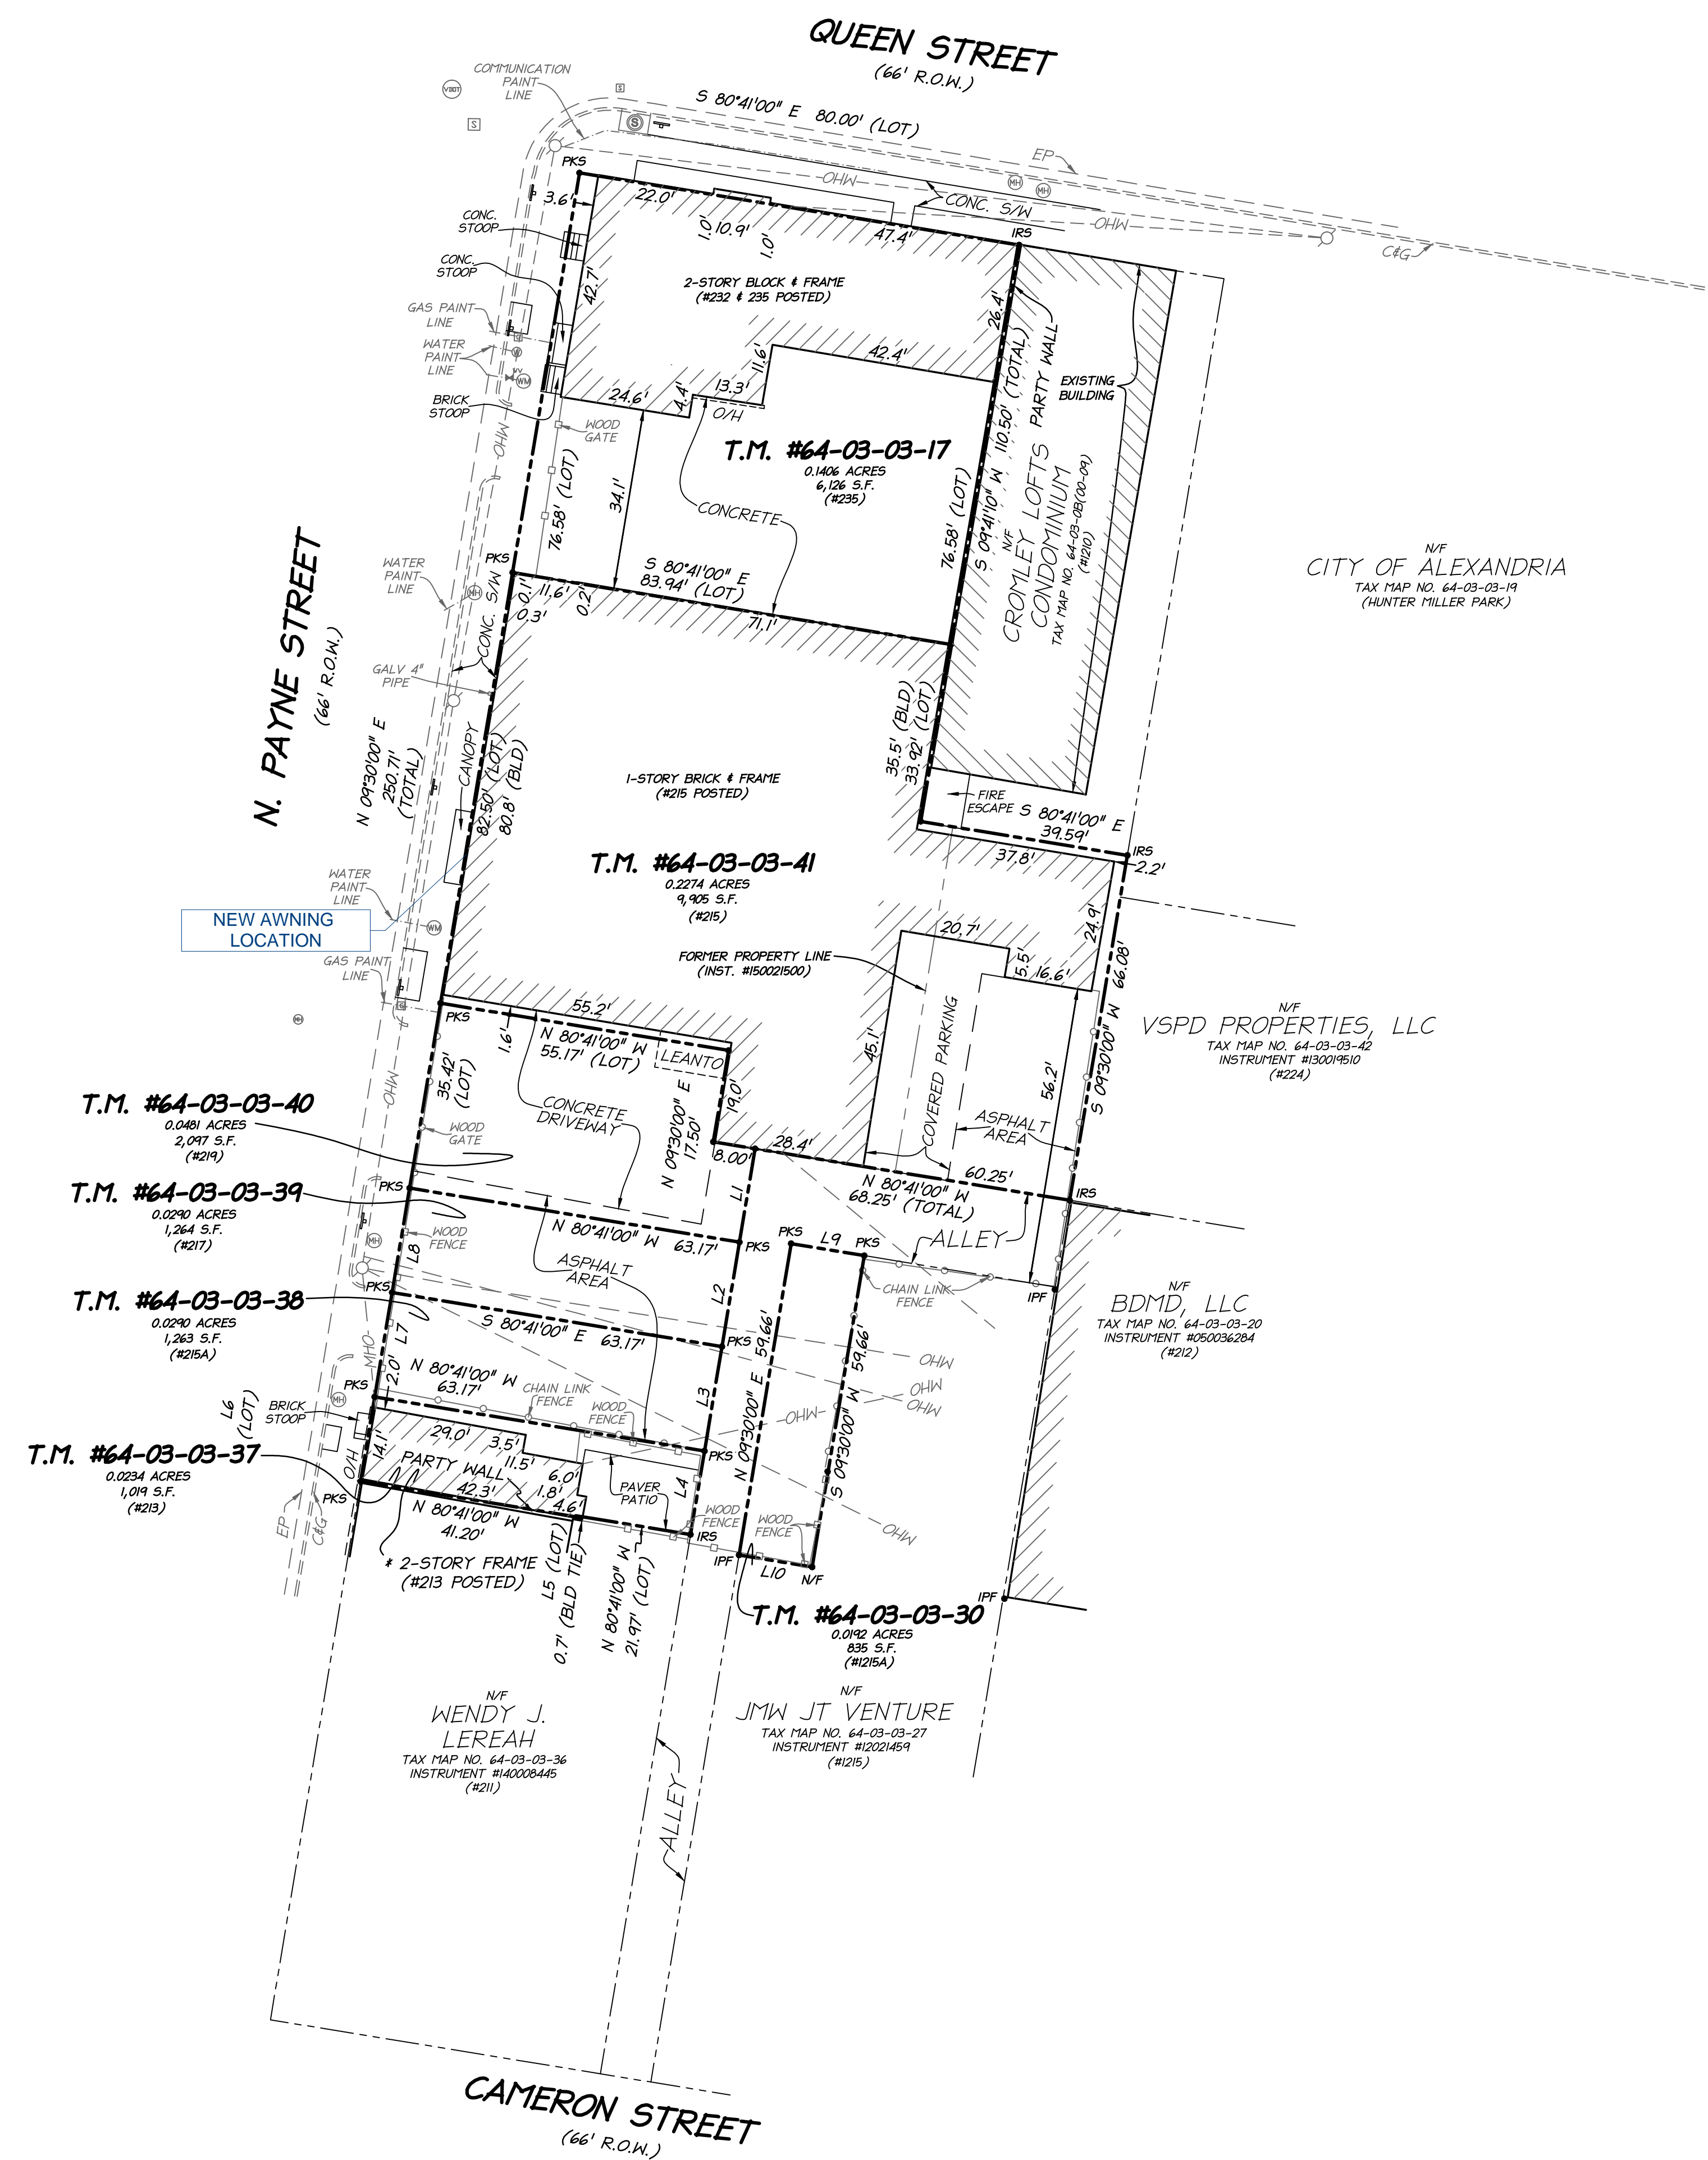 QUEEN STREET
(66' R.O.W.)
S 80°41'00" E 80.00' (LOT)
COMMUNICATION
PAINT
LINE
VDOT
S
S
S
EP
PKS
OHW
MH
MH
CONC. S/W
OHW
IRS
C&G
3.6'
22.0'
1.0'
10.9'
1.0'
47.4'
CONC.
STOOP
CONC.
STOOP
42.7'
2-STORY BLOCK & FRAME
(#232 & 235 POSTED)
26.4'
GAS PAINT
LINE
WATER
PAINT
LINE
WV
WM
BRICK
STOOP
11.6'
42.4'
24.6'
4.4'
13.3'
O/H
WOOD
GATE
OHW
T.M. #64-03-03-17
0.1406 ACRES
6,126 S.F.
(#235)
CONCRETE
34.1'
76.58' (LOT)
76.58' (LOT)
S 09°41'10" W 110.50' (TOTAL)
PARTY WALL
EXISTING
BUILDING
N/F
CROMLEY LOFTS
CONDOMINIUM
TAX MAP NO. 64-03-0B(00-09)
(#1210)
N/F
CITY OF ALEXANDRIA
TAX MAP NO. 64-03-03-19
(HUNTER MILLER PARK)
N. PAYNE STREET
(66' R.O.W.)
PKS
WATER
PAINT
LINE
MH
CONC. S/W
0.1'
11.6'
0.3'
0.2'
S 80°41'00" E
83.94' (LOT)
71.1'
GALV 4"
PIPE
N 09°30'00" E
250.71'
(TOTAL)
CANOPY
82.50' (LOT)
80.8' (BLD)
1-STORY BRICK & FRAME
(#215 POSTED)
35.5' (BLD)
33.92' (LOT)
FIRE
ESCAPE
S 80°41'00" E
39.59'
37.8'
IRS
2.2'
T.M. #64-03-03-41
0.2274 ACRES
9,905 S.F.
(#215)
WATER
PAINT
LINE
WM
NEW AWNING
LOCATION
GAS PAINT
LINE
MH
FORMER PROPERTY LINE
(INST. #150021500)
20.7'
5.5'
16.6'
24.9'
S 09°30'00" W 66.08'
N/F
VSPD PROPERTIES, LLC
TAX MAP NO. 64-03-03-42
INSTRUMENT #130019510
(#224)
PKS
1.6'
55.2'
N 80°41'00" W
55.17' (LOT)
LEANTO
45.1'
COVERED PARKING
56.2'
ASPHALT
AREA
35.42'
(LOT)
OHW
CONCRETE
DRIVEWAY
N 09°30'00" E
17.50'
19.0'
T.M. #64-03-03-40
0.0481 ACRES
2,097 S.F.
(#219)
WOOD
GATE
8.00'
28.4'
60.25'
N 80°41'00" W
68.25' (TOTAL)
IRS
L1
T.M. #64-03-03-39
0.0290 ACRES
1,264 S.F.
(#217)
PKS
N 80°41'00" W 63.17'
PKS
PKS
L9
PKS
ALLEY
MH
WOOD
FENCE
L8
ASPHALT
AREA
L2
CHAIN LINK
FENCE
IPF
N/F
BDMD, LLC
TAX MAP NO. 64-03-03-20
INSTRUMENT #050036284
(#212)
T.M. #64-03-03-38
0.0290 ACRES
1,263 S.F.
(#215A)
PKS
S 80°41'00" E 63.17'
PKS
L7
OHW
2.0'
N 80°41'00" W
63.17'
CHAIN LINK
FENCE
WOOD
FENCE
L3
N 09°30'00" E 59.66'
S 09°30'00" W 59.66'
OHW
OHW
OHW
OHW
OHW
PKS
L6
(LOT)
MH
BRICK
STOOP
T.M. #64-03-03-37
0.0234 ACRES
1,019 S.F.
(#213)
O/H
14.1'
29.0'
3.5'
11.5'
6.0'
1.8'
4.6'
PARTY WALL
42.3'
PAVER
PATIO
L4
PKS
PKS
N 80°41'00" W
41.20'
WOOD
FENCE
WOOD
FENCE
IRS
IPF
L10
N/F
EP
C&G
* 2-STORY FRAME
(#213 POSTED)
L5 (LOT)
0.7' (BLD TIE)
N 80°41'00" W
21.97' (LOT)
T.M. #64-03-03-30
0.0192 ACRES
835 S.F.
(#1215A)
IPF
N/F
WENDY J.
LEREAH
TAX MAP NO. 64-03-03-36
INSTRUMENT #140008445
(#211)
N/F
JMW JT VENTURE
TAX MAP NO. 64-03-03-27
INSTRUMENT #12021459
(#1215)
ALLEY
CAMERON STREET
(66' R.O.W.)